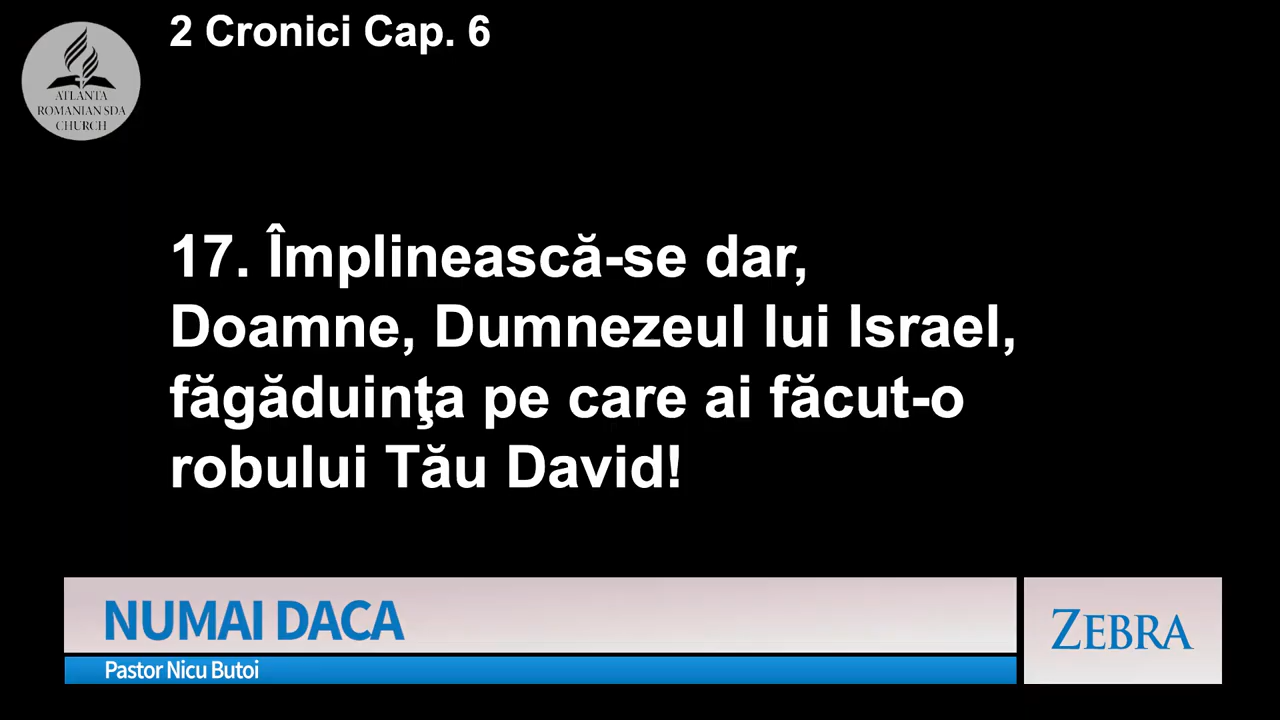 2 Cronici Cap. 6
ATLANTA
ROMANIAN SDA
CHURCH
17. Împlinească-se dar,
Doamne, Dumnezeul lui Israel,
făgăduinţa pe care ai făcut-o
robului Tău David!
NUMAI DACA
Pastor Nicu Butoi
ZEBRA